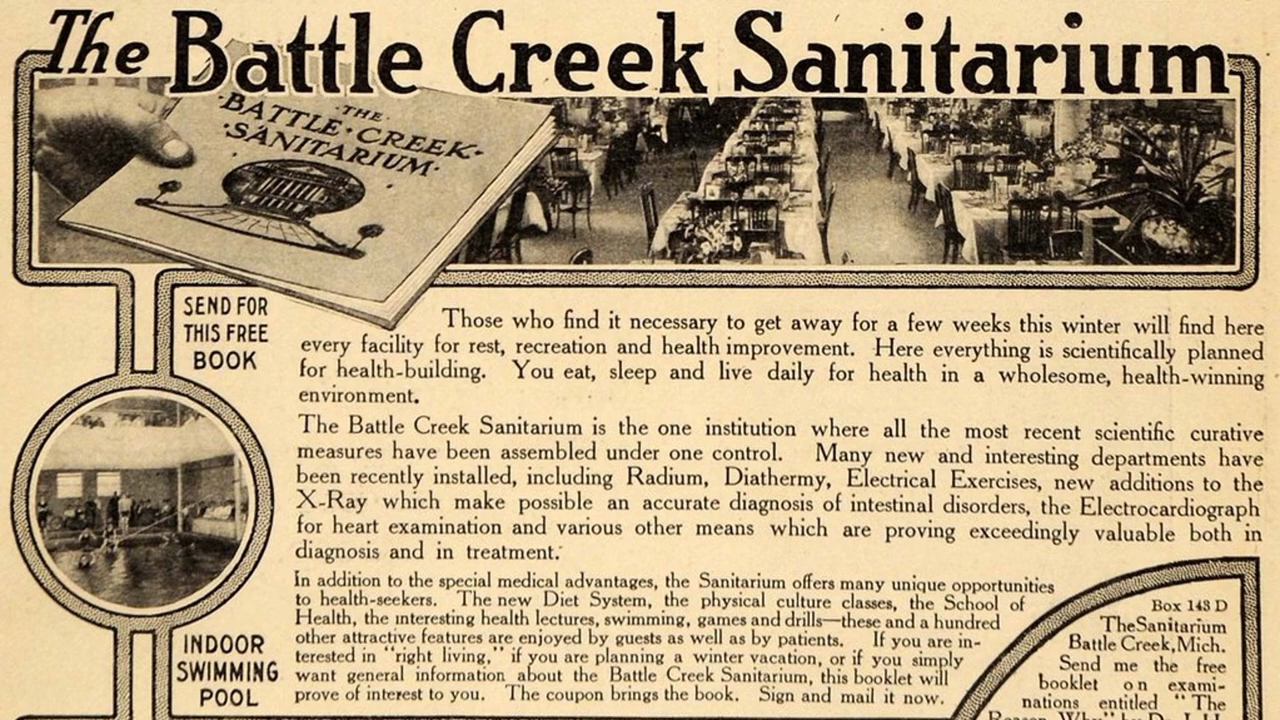 The Battle Creek Sanitarium
·THE·
·BATTLE·CREEK·
·SANITARIUM·
SEND FOR
THIS FREE
BOOK
Those who find it necessary to get away for a few weeks this winter will find here
every facility for rest, recreation and health improvement. Here everything is scientifically planned
for health-building. You eat, sleep and live daily for health in a wholesome, health-winning
environment.
The Battle Creek Sanitarium is the one institution where all the most recent scientific curative
measures have been assembled under one control. Many new and interesting departments have
been recently installed, including Radium, Diathermy, Electrical Exercises, new additions to the
X-Ray which make possible an accurate diagnosis of intestinal disorders, the Electrocardiograph
for heart examination and various other means which are proving exceedingly valuable both in
diagnosis and in treatment.
In addition to the special medical advantages, the Sanitarium offers many unique opportunities
to health-seekers. The new Diet System, the physical culture classes, the School of
Health, the interesting health lectures, swimming, games and drills—these and a hundred
other attractive features are enjoyed by guests as well as by patients. If you are in-
terested in "right living," if you are planning a winter vacation, or if you simply
want general information about the Battle Creek Sanitarium, this booklet will
prove of interest to you. The coupon brings the book. Sign and mail it now.
INDOOR
SWIMMING
POOL
Box 143 D
TheSanitarium
Battle Creek,Mich.
Send me the free
booklet on exami-
nations entitled "The